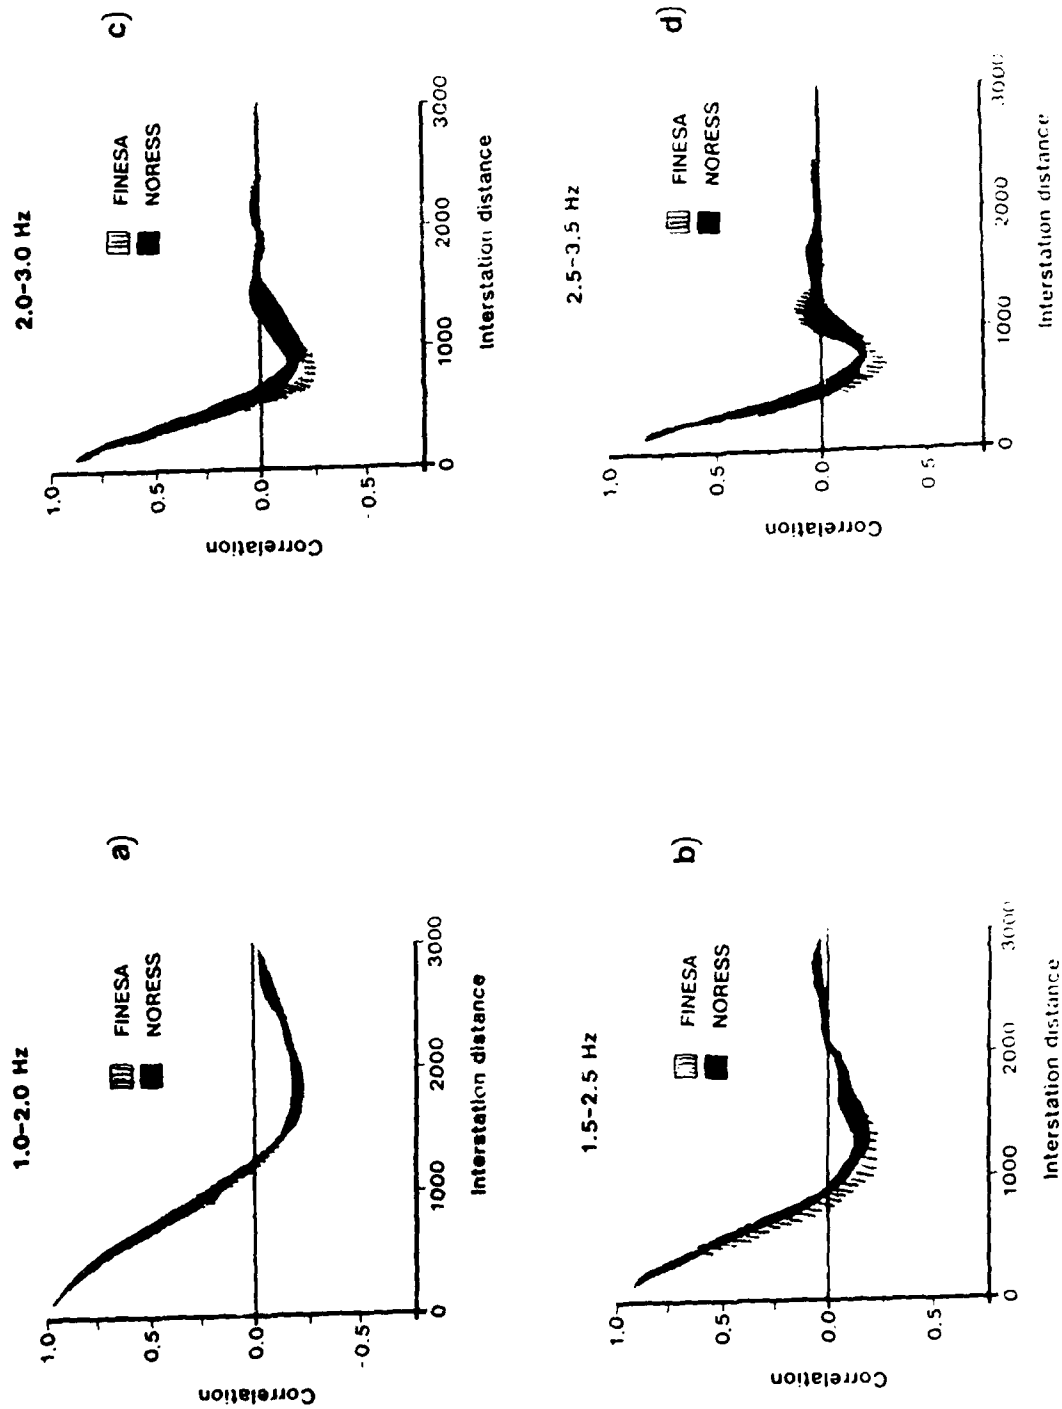 1.0-2.0 Hz
a)
FINESA
NORESS
1.0
0.5
0.0
-0.5
Correlation
0
1000
2000
3000
Interstation distance
2.0-3.0 Hz
c)
FINESA
NORESS
1.0
0.5
0.0
-0.5
Correlation
0
1000
2000
3000
Interstation distance
1.5-2.5 Hz
b)
FINESA
NORESS
1.0
0.5
0.0
0.5
Correlation
0
1000
2000
3000
Interstation distance
2.5-3.5 Hz
d)
FINESA
NORESS
1.0
0.5
0.0
0.5
Correlation
0
1000
2000
3000
Interstation distance